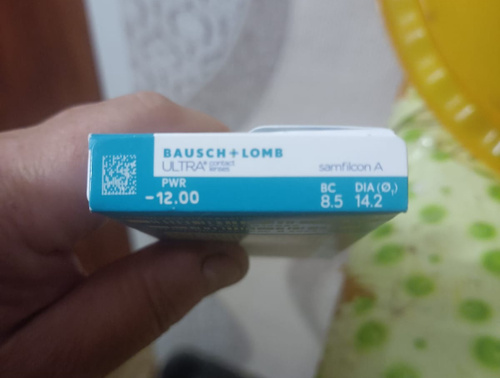 BAUSCH + LOMB
ULTRA® contact lenses
samfilcon A
PWR
-12.00
BC
8.5
DIA (Ø,)
14.2